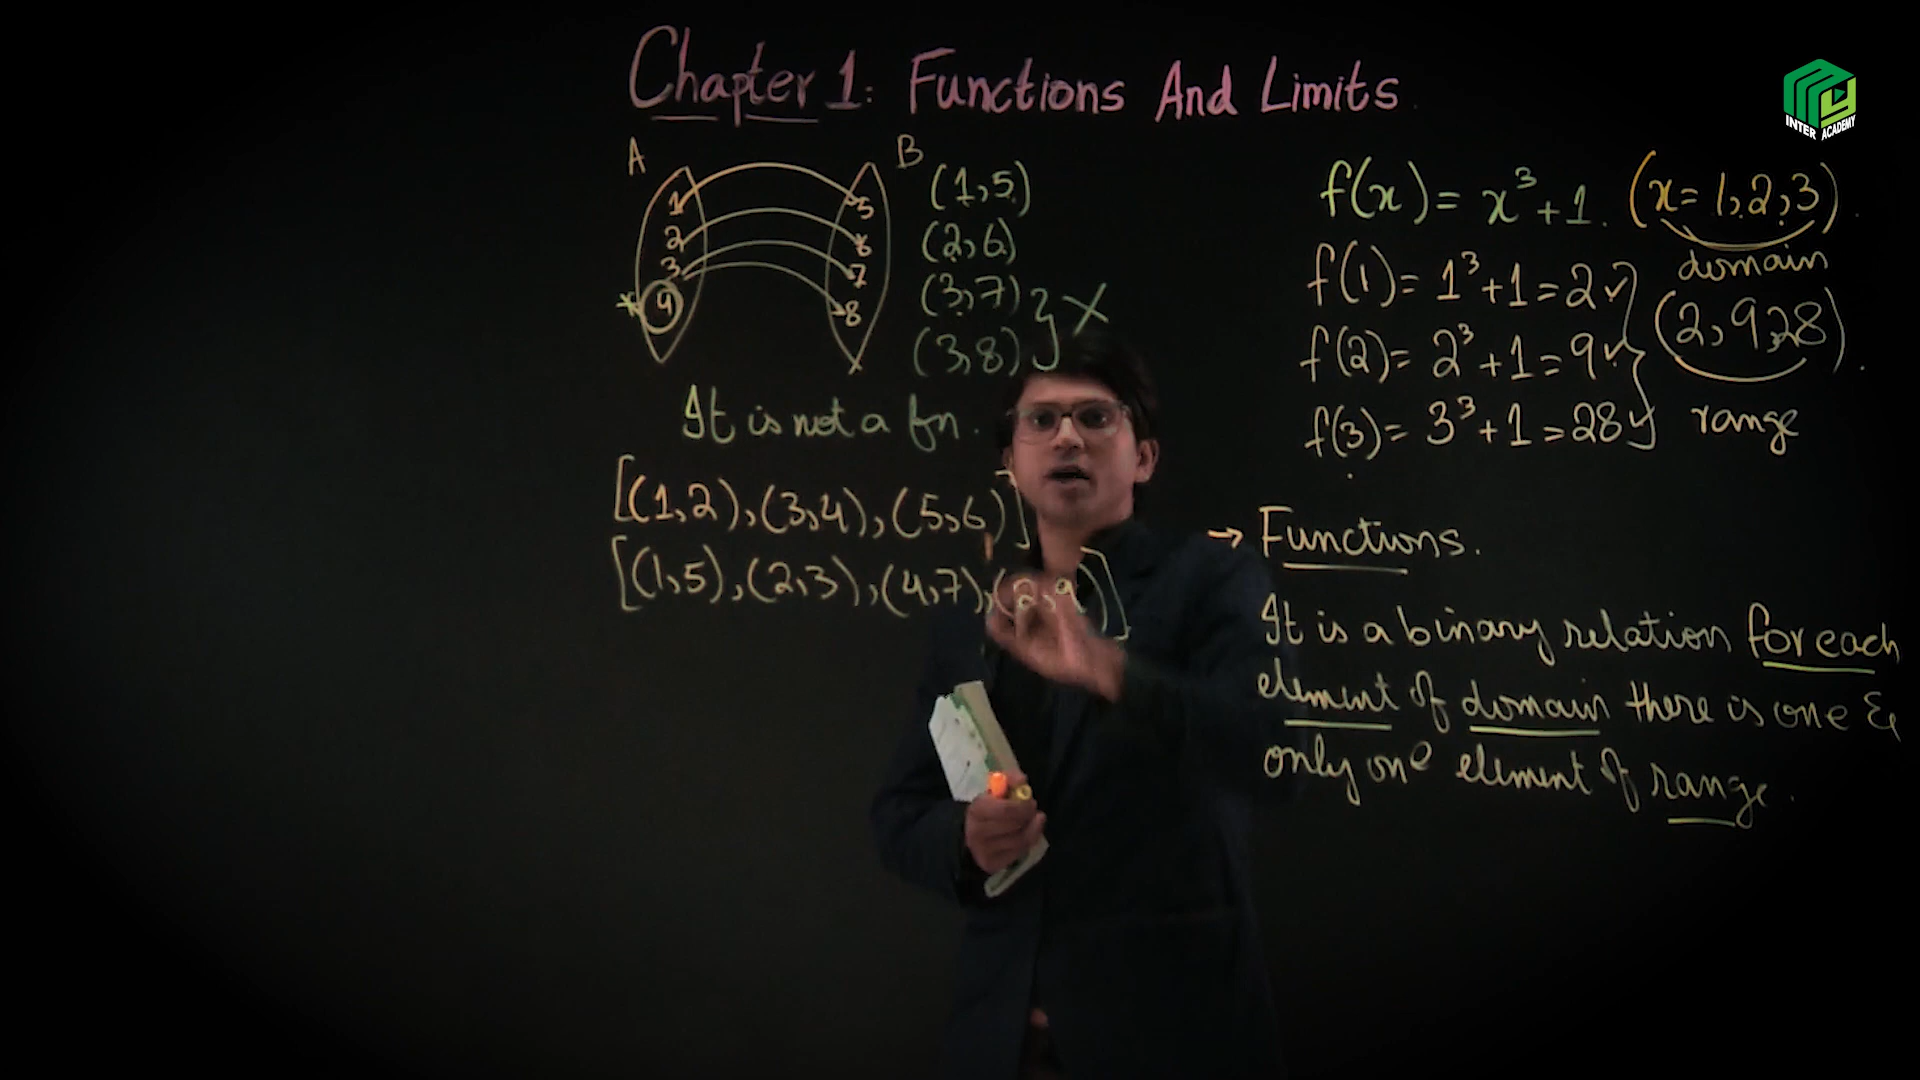 Chapter 1: Functions And Limits.
INTER ACADEMY
A B
1 5
2 6
3 7
4 8
(1,5)
(2,6)
(3,7)
(3,8) } X
It is not a fn.
[(1,2),(3,4),(5,6)]
[(1,5),(2,3),(4,7),(2,9)]
f(x) = x³+1. (x= 1,2,3).
domain
f(1)= 1³+1=2✓
f(2)= 2³+1=9✓
f(3)= 3³+1=28✓
(2,9,28).
range
→ Functions.
It is a binary relation for each
element of domain there is one &
only one element of range.